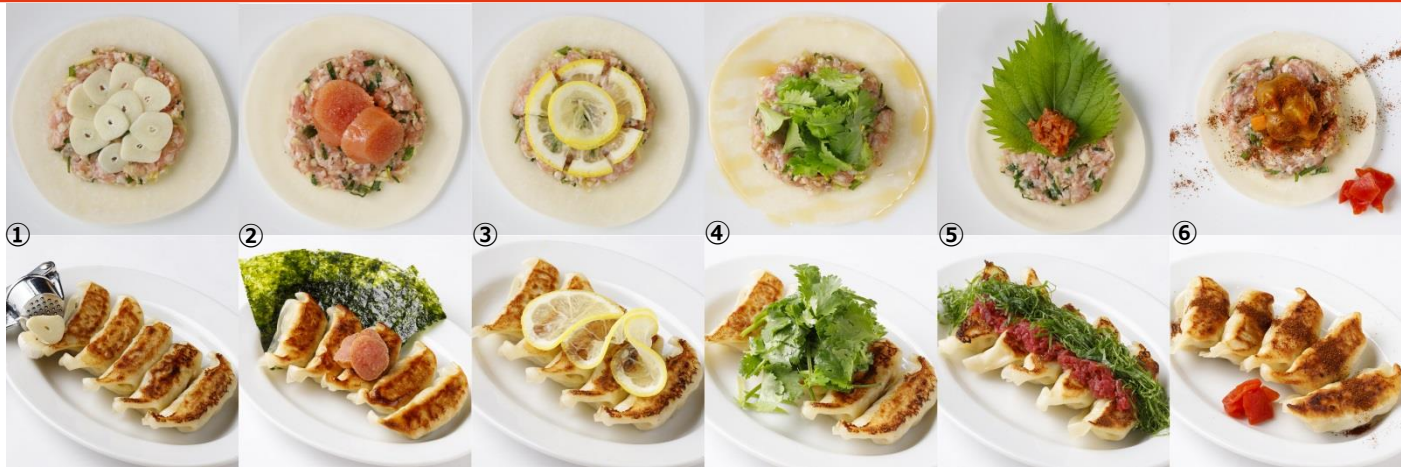 ① ② ③ ④ ⑤ ⑥